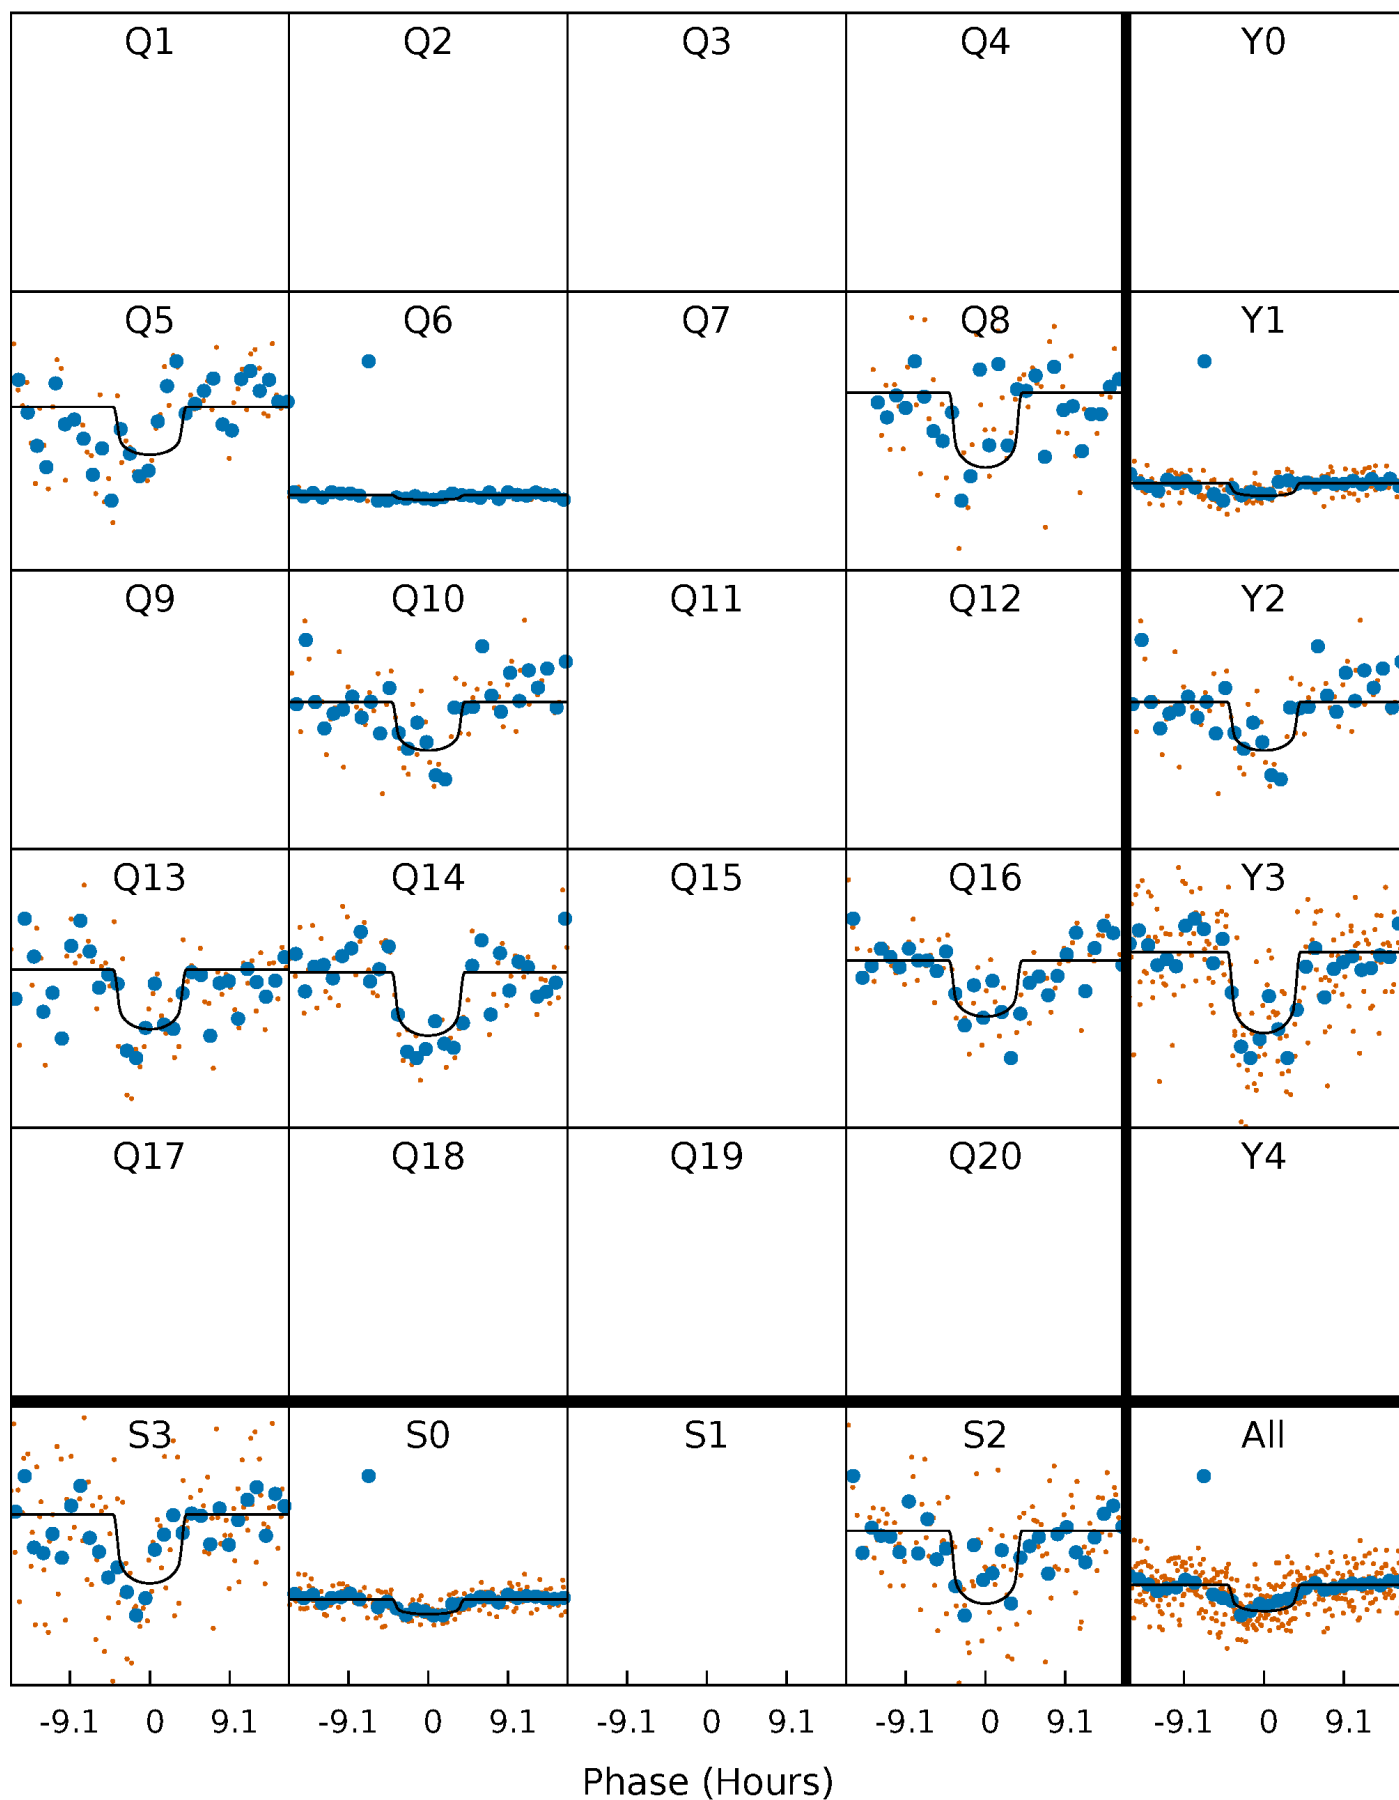 Q1 Q2 Q3 Q4 Y0
Q5 Q6 Q7 Q8 Y1
Q9 Q10 Q11 Q12 Y2
Q13 Q14 Q15 Q16 Y3
Q17 Q18 Q19 Q20 Y4
S3 S0 S1 S2 All
-9.1 0 9.1 -9.1 0 9.1 -9.1 0 9.1 -9.1 0 9.1 -9.1 0 9.1
Phase (Hours)